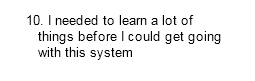 10. I needed to learn a lot of
things before I could get going
with this system